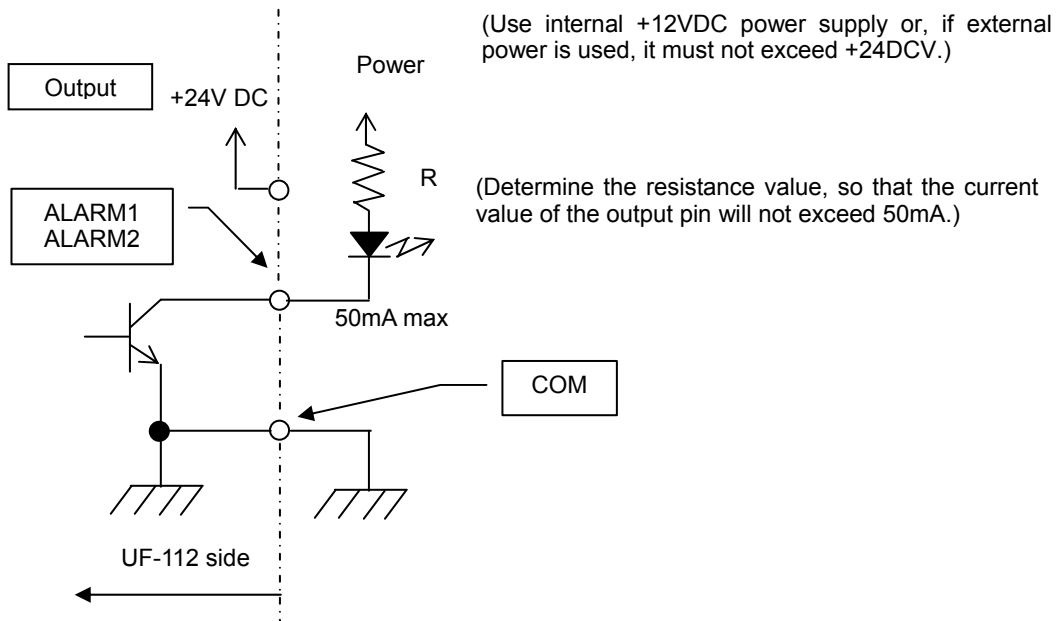 (Use internal +12VDC power supply or, if external
power is used, it must not exceed +24DCV.)
Power
Output
+24V DC
R
(Determine the resistance value, so that the current
value of the output pin will not exceed 50mA.)
ALARM1
ALARM2
50mA max
COM
UF-112 side